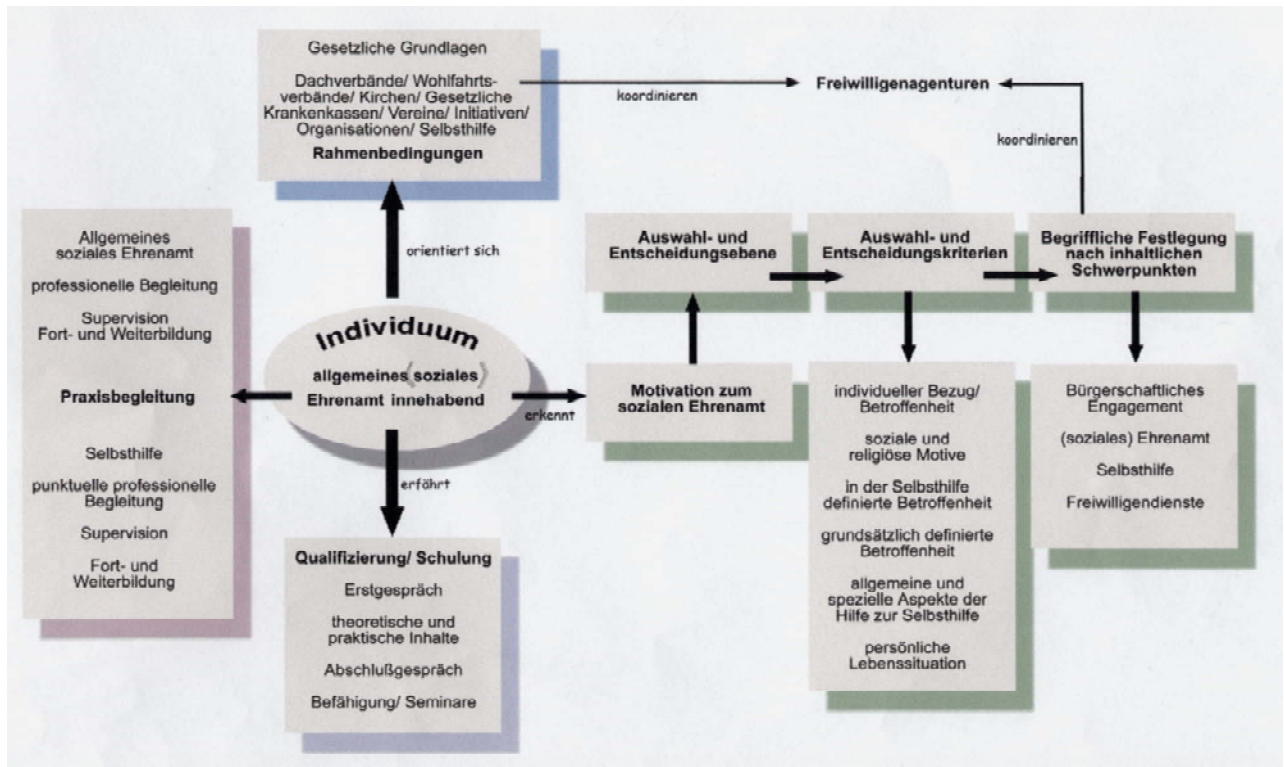 Gesetzliche Grundlagen
Dachverbände/ Wohlfahrts-
verbände/ Kirchen/ Gesetzliche
Krankenkassen/ Vereine/ Initiativen/
Organisationen/ Selbsthilfe
Rahmenbedingungen
koordinieren
Freiwilligenagenturen
koordinieren
orientiert sich
Allgemeines
soziales Ehrenamt
professionelle Begleitung
Supervision
Fort- und Weiterbildung
Praxisbegleitung
Selbsthilfe
punktuelle professionelle
Begleitung
Supervision
Fort- und
Weiterbildung
Individuum
allgemeines (soziales)
Ehrenamt innehabend
erkennt
erfährt
Qualifizierung/ Schulung
Erstgespräch
theoretische und
praktische Inhalte
Abschlußgespräch
Befähigung/ Seminare
Auswahl- und
Entscheidungsebene
Motivation zum
sozialen Ehrenamt
Auswahl- und
Entscheidungskriterien
individueller Bezug/
Betroffenheit
soziale und
religiöse Motive
in der Selbsthilfe
definierte Betroffenheit
grundsätzlich definierte
Betroffenheit
allgemeine und
spezielle Aspekte der
Hilfe zur Selbsthilfe
persönliche
Lebenssituation
Begriffliche Festlegung
nach inhaltlichen
Schwerpunkten
Bürgerschaftliches
Engagement
(soziales) Ehrenamt
Selbsthilfe
Freiwilligendienste